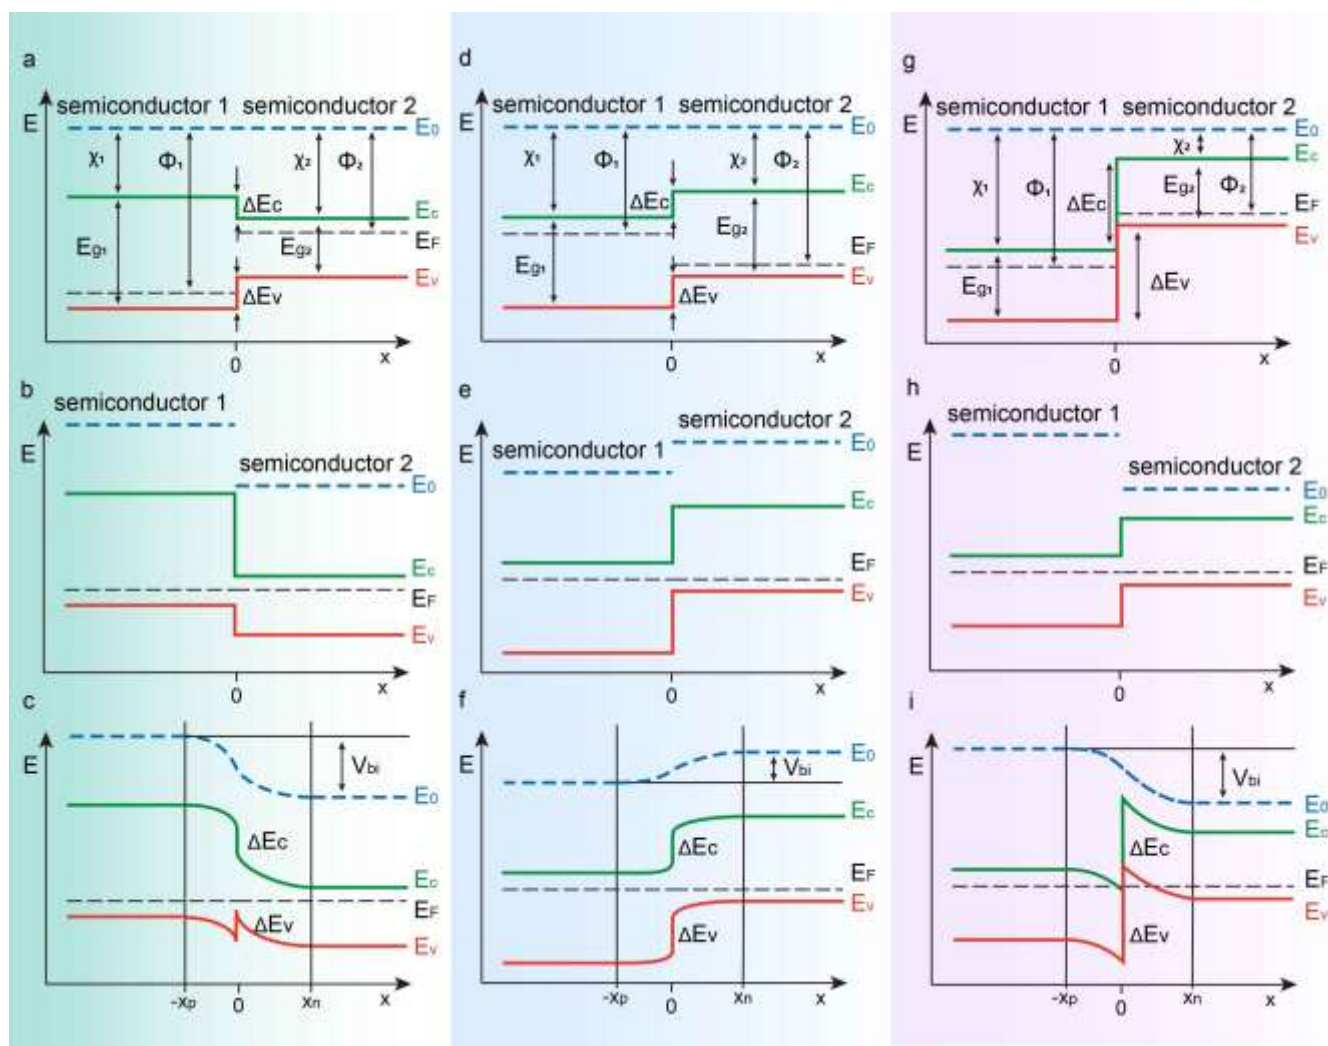 a
semiconductor 1 semiconductor 2
E
E₀
χ₁ Φ₁ χ₂ Φ₂
ΔEc
Ec
Eg₁ Eg₂
EF
Ev
ΔEv
0 x
d
semiconductor 1 semiconductor 2
E
E₀
χ₁ Φ₁ χ₂ Φ₂
Ec
ΔEc
Eg₁ Eg₂
EF
Ev
ΔEv
0 x
g
semiconductor 1 semiconductor 2
E
E₀
χ₂
Ec
χ₁ Φ₁ Eg₂ Φ₂
ΔEc
EF
Ev
Eg₁ ΔEv
0 x
b
semiconductor 1
E
semiconductor 2
E₀
Ec
EF
Ev
0 x
e
semiconductor 2
E
E₀
semiconductor 1
Ec
EF
Ev
0 x
h
semiconductor 1
E
semiconductor 2
E₀
Ec
EF
Ev
0 x
c
E
Vbi
E₀
ΔEc
Ec
EF
ΔEv
Ev
-xp 0 xn x
f
E
E₀
Vbi
Ec
ΔEc
EF
Ev
ΔEv
-xp 0 xn x
i
E
Vbi
E₀
Ec
ΔEc
EF
Ev
ΔEv
-xp 0 xn x